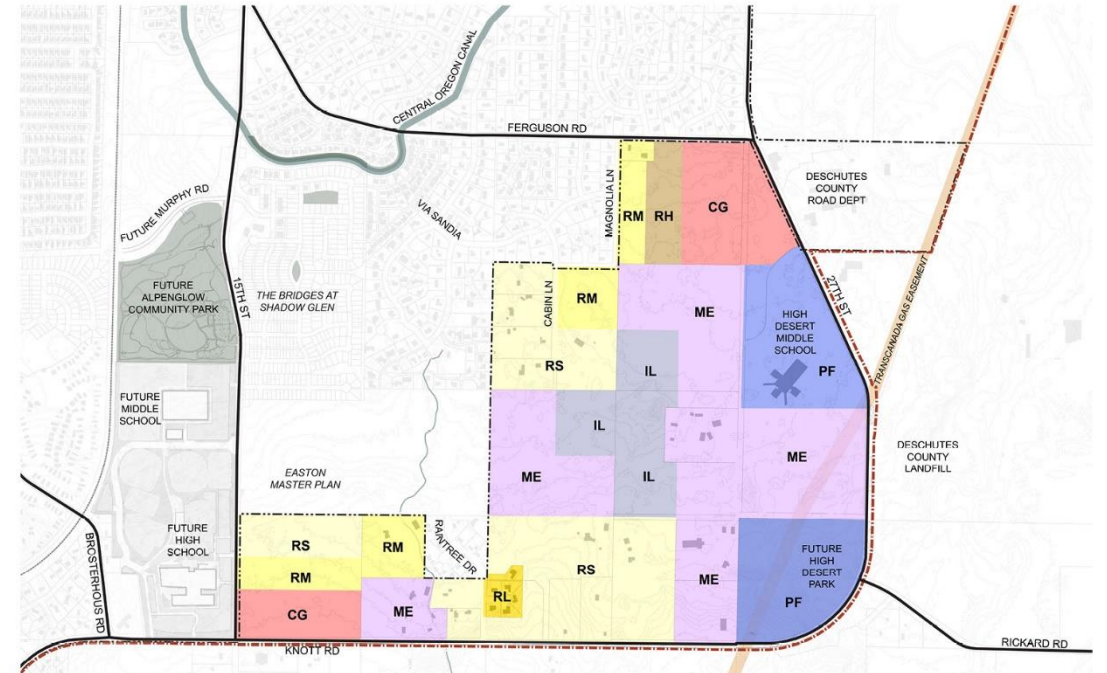 CENTRAL OREGON CANAL
FERGUSON RD
DESCHUTES
COUNTY
ROAD DEPT
MAGNOLIA LN
RM
RH
CG
FUTURE MURPHY RD
VIA SANDIA
15TH ST
FUTURE
ALPENGLOW
COMMUNITY PARK
THE BRIDGES AT
SHADOW GLEN
CABIN LN
RM
ME
27TH ST
TRANSCANADA GAS EASEMENT
HIGH
DESERT
MIDDLE
SCHOOL
PF
RS
IL
FUTURE
MIDDLE
SCHOOL
IL
DESCHUTES
COUNTY
LANDFILL
ME
ME
IL
EASTON
MASTER PLAN
BROSTERHOUS RD
FUTURE
HIGH
SCHOOL
RS
RM
RAINTREE DR
RM
RS
ME
FUTURE
HIGH
DESERT
PARK
PF
RL
CG
ME
KNOTT RD
RICKARD RD